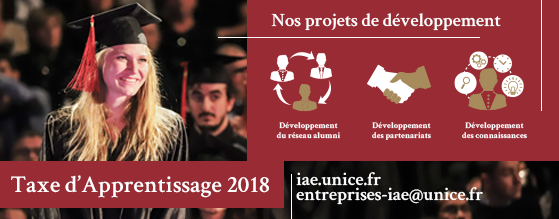 Nos projets de développement
Développement
du réseau alumni
Développement
des partenariats
Développement
des connaissances
Taxe d'Apprentissage 2018
iae.unice.fr
entreprises-iae@unice.fr